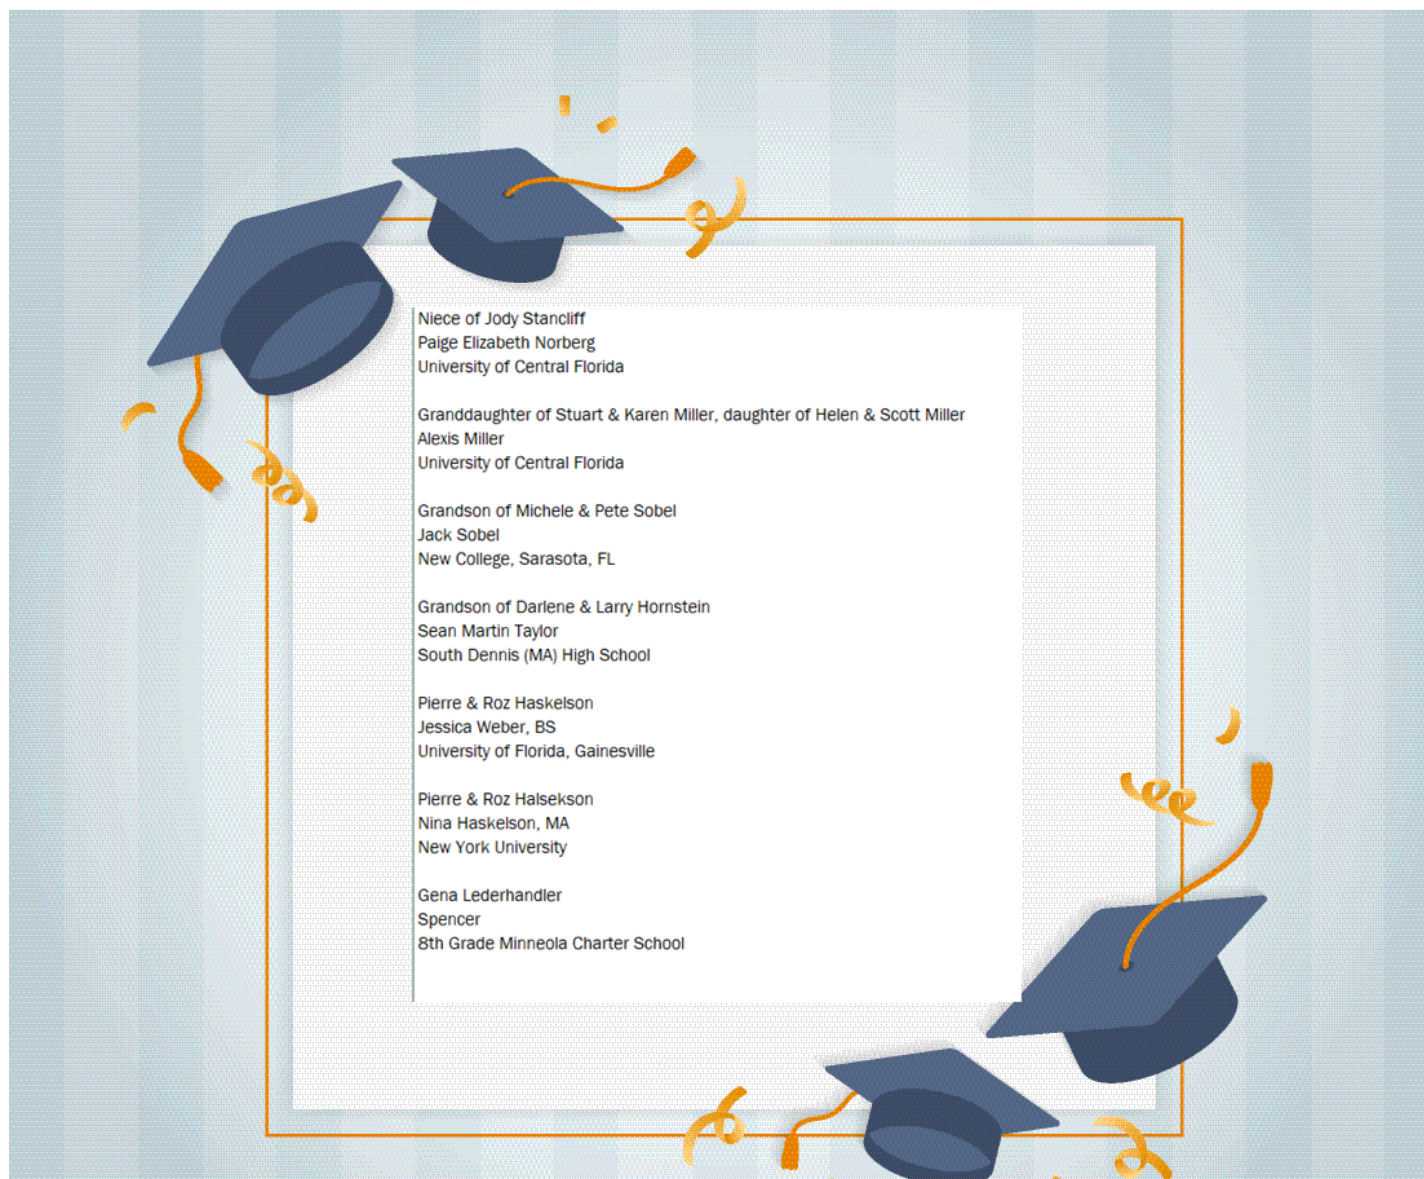 Niece of Jody Stancliff
Paige Elizabeth Norberg
University of Central Florida
Granddaughter of Stuart & Karen Miller, daughter of Helen & Scott Miller
Alexis Miller
University of Central Florida
Grandson of Michele & Pete Sobel
Jack Sobel
New College, Sarasota, FL
Grandson of Darlene & Larry Hornstein
Sean Martin Taylor
South Dennis (MA) High School
Pierre & Roz Haskelson
Jessica Weber, BS
University of Florida, Gainesville
Pierre & Roz Halsekson
Nina Haskelson, MA
New York University
Gena Lederhandler
Spencer
8th Grade Minneola Charter School